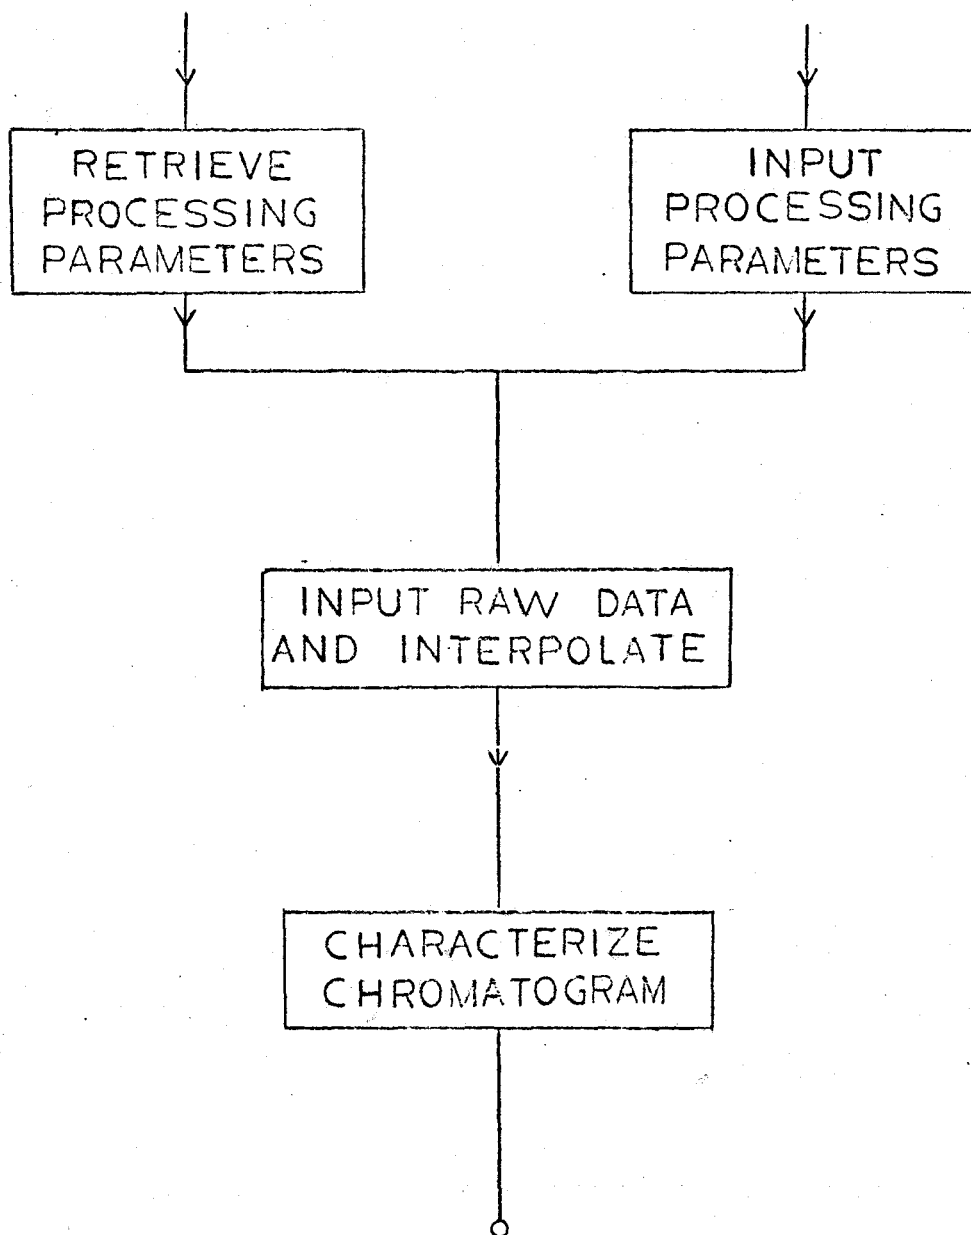 RETRIEVE
PROCESSING
PARAMETERS
INPUT
PROCESSING
PARAMETERS
INPUT RAW DATA
AND INTERPOLATE
CHARACTERIZE
CHROMATOGRAM